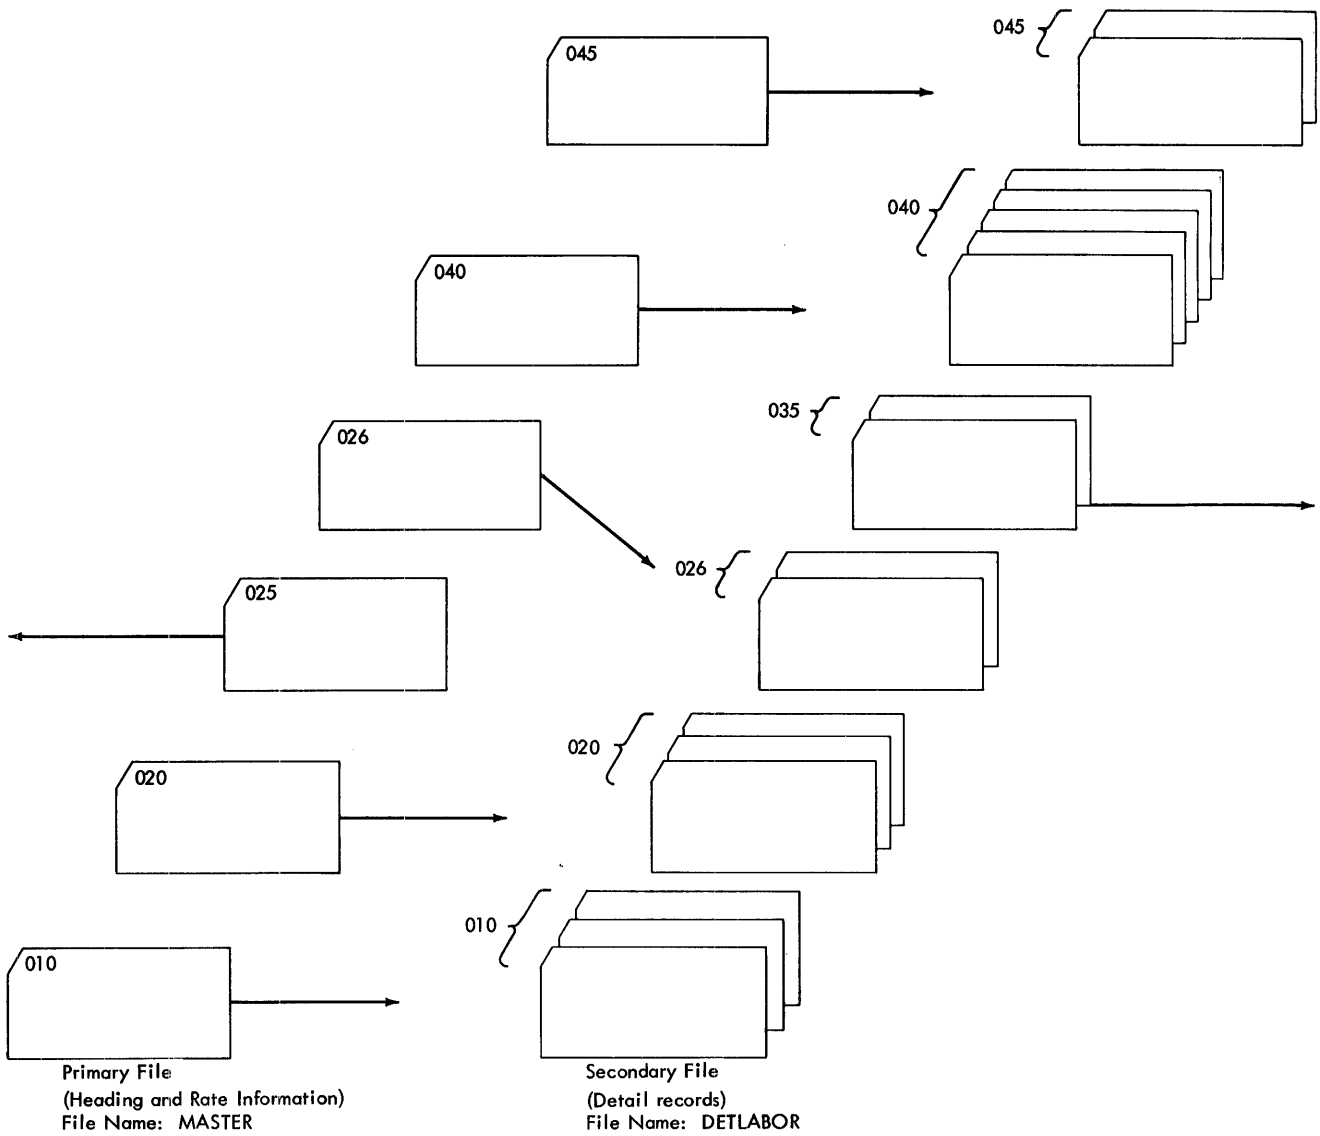 045
045
040
040
035
026
026
025
020
020
010
010
Primary File
(Heading and Rate Information)
File Name: MASTER
Secondary File
(Detail records)
File Name: DETLABOR